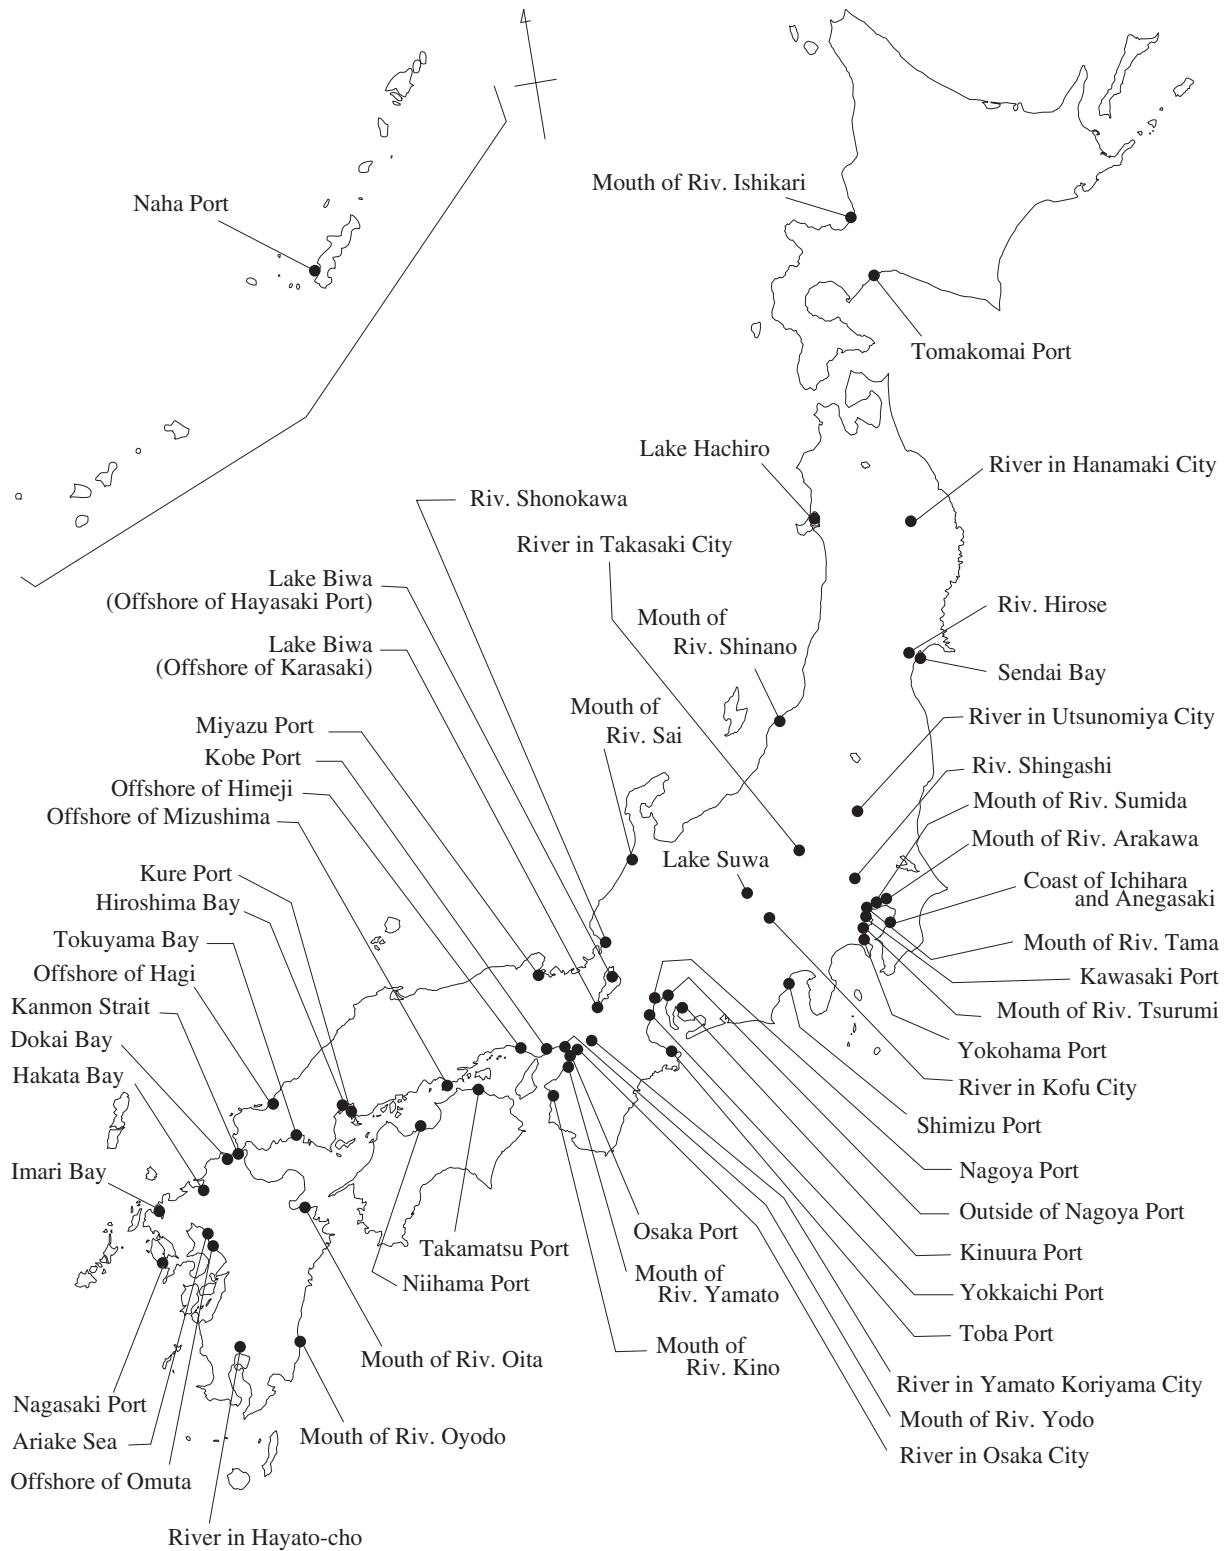 Mouth of Riv. Ishikari
Naha Port
Tomakomai Port
Lake Hachiro
River in Hanamaki City
Riv. Shonokawa
River in Takasaki City
Lake Biwa
(Offshore of Hayasaki Port)
Riv. Hirose
Mouth of
Riv. Shinano
Lake Biwa
(Offshore of Karasaki)
Sendai Bay
Mouth of
Riv. Sai
River in Utsunomiya City
Miyazu Port
Kobe Port
Riv. Shingashi
Offshore of Himeji
Mouth of Riv. Sumida
Offshore of Mizushima
Mouth of Riv. Arakawa
Lake Suwa
Kure Port
Coast of Ichihara
and Anegasaki
Hiroshima Bay
Tokuyama Bay
Mouth of Riv. Tama
Offshore of Hagi
Kawasaki Port
Kanmon Strait
Mouth of Riv. Tsurumi
Dokai Bay
Yokohama Port
Hakata Bay
River in Kofu City
Shimizu Port
Imari Bay
Nagoya Port
Outside of Nagoya Port
Osaka Port
Takamatsu Port
Kinuura Port
Niihama Port
Mouth of
Riv. Yamato
Yokkaichi Port
Toba Port
Mouth of
Riv. Kino
Mouth of Riv. Oita
River in Yamato Koriyama City
Nagasaki Port
Mouth of Riv. Yodo
Mouth of Riv. Oyodo
Ariake Sea
River in Osaka City
Offshore of Omuta
River in Hayato-cho